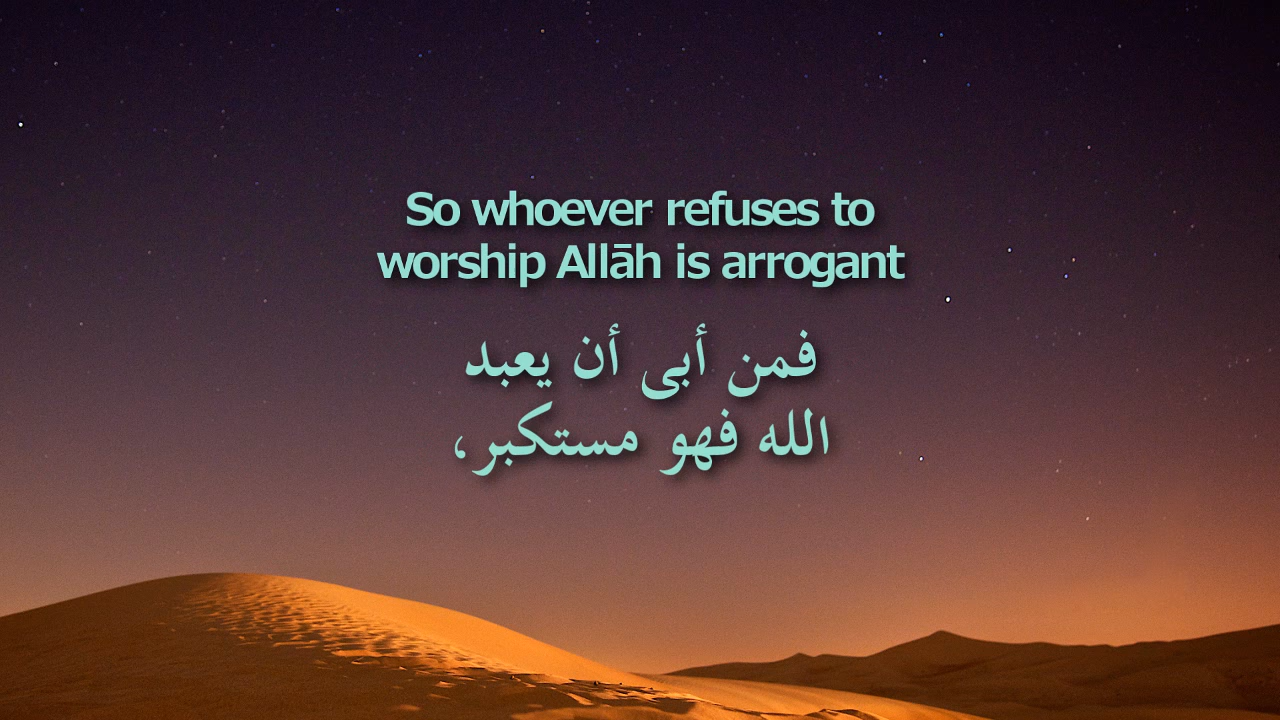 So whoever refuses to
worship Allāh is arrogant
فمن أبى أن يعبد
الله فهو مستكبر،